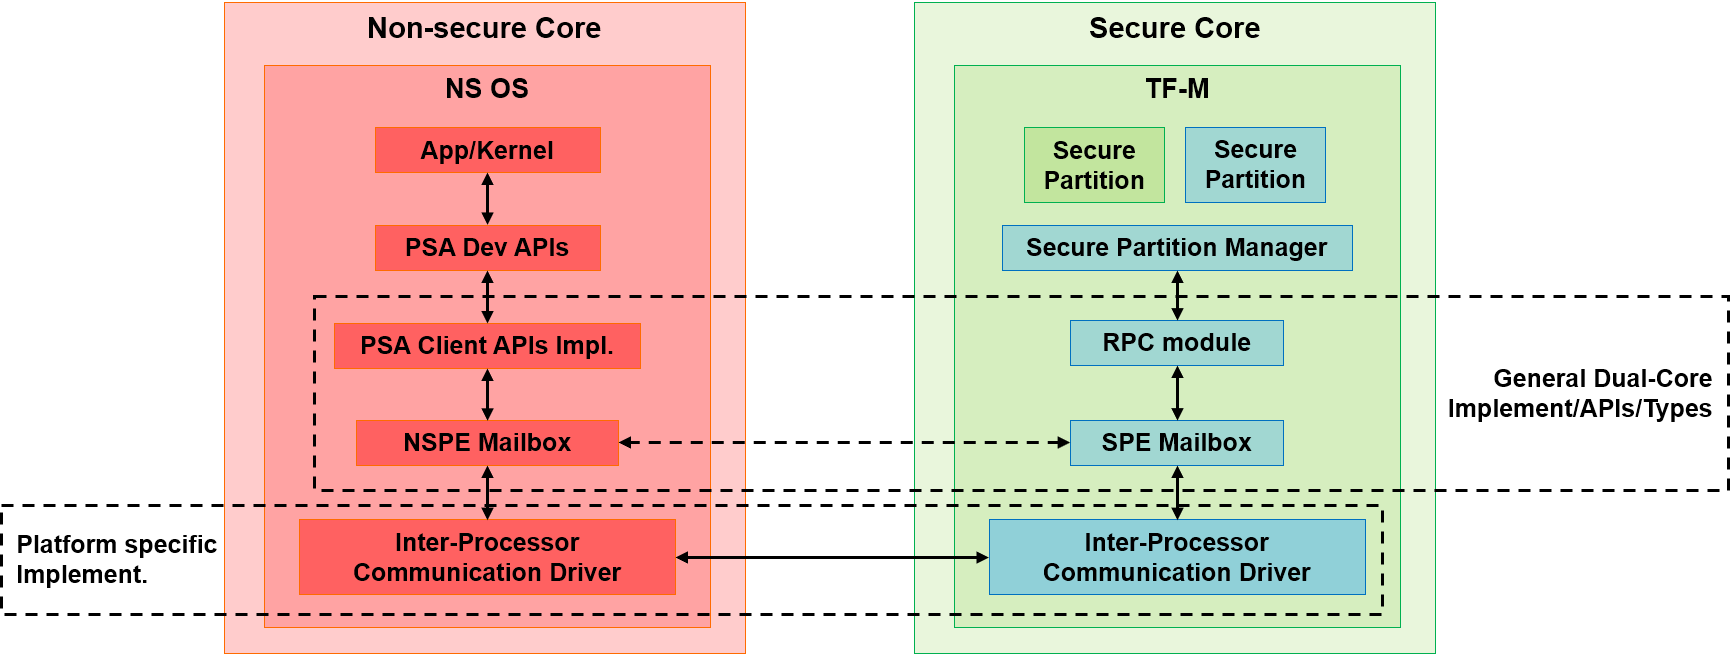 Non-secure Core
NS OS
App/Kernel
PSA Dev APIs
PSA Client APIs Impl.
NSPE Mailbox
Inter-Processor
Communication Driver
Secure Core
TF-M
Secure
Partition
Secure
Partition
Secure Partition Manager
RPC module
SPE Mailbox
Inter-Processor
Communication Driver
General Dual-Core
Implement/APIs/Types
Platform specific
Implement.